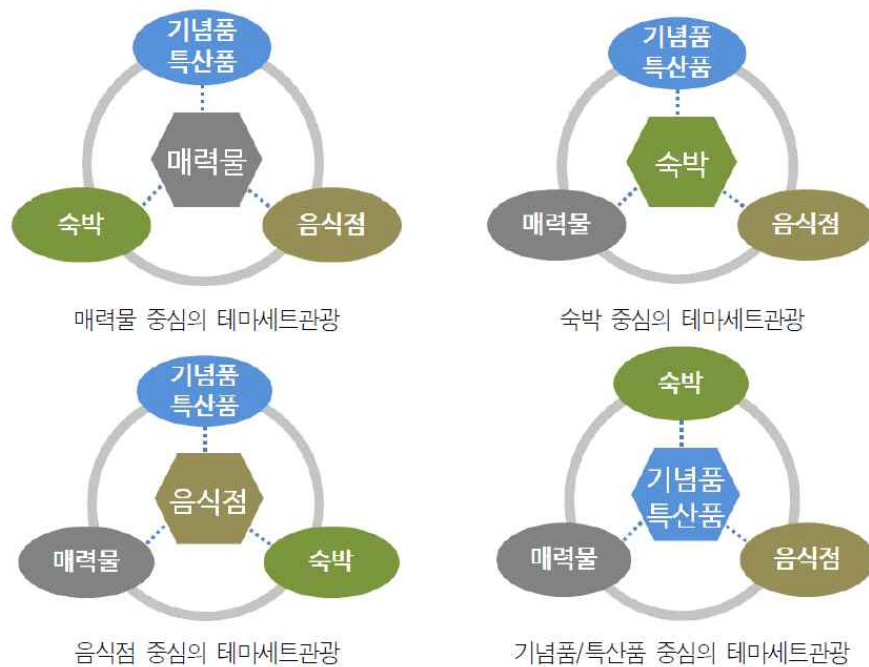 기념품
특산품
매력물
숙박
음식점
매력물 중심의 테마세트관광
기념품
특산품
숙박
매력물
음식점
숙박 중심의 테마세트관광
기념품
특산품
음식점
매력물
숙박
음식점 중심의 테마세트관광
숙박
기념품
특산품
매력물
음식점
기념품/특산품 중심의 테마세트관광